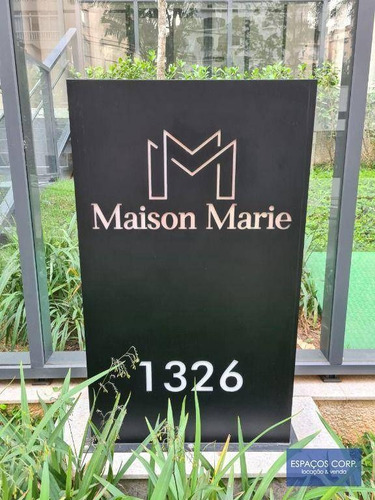 Maison Marie
1326
ESPAÇOS CORP.
locação & venda